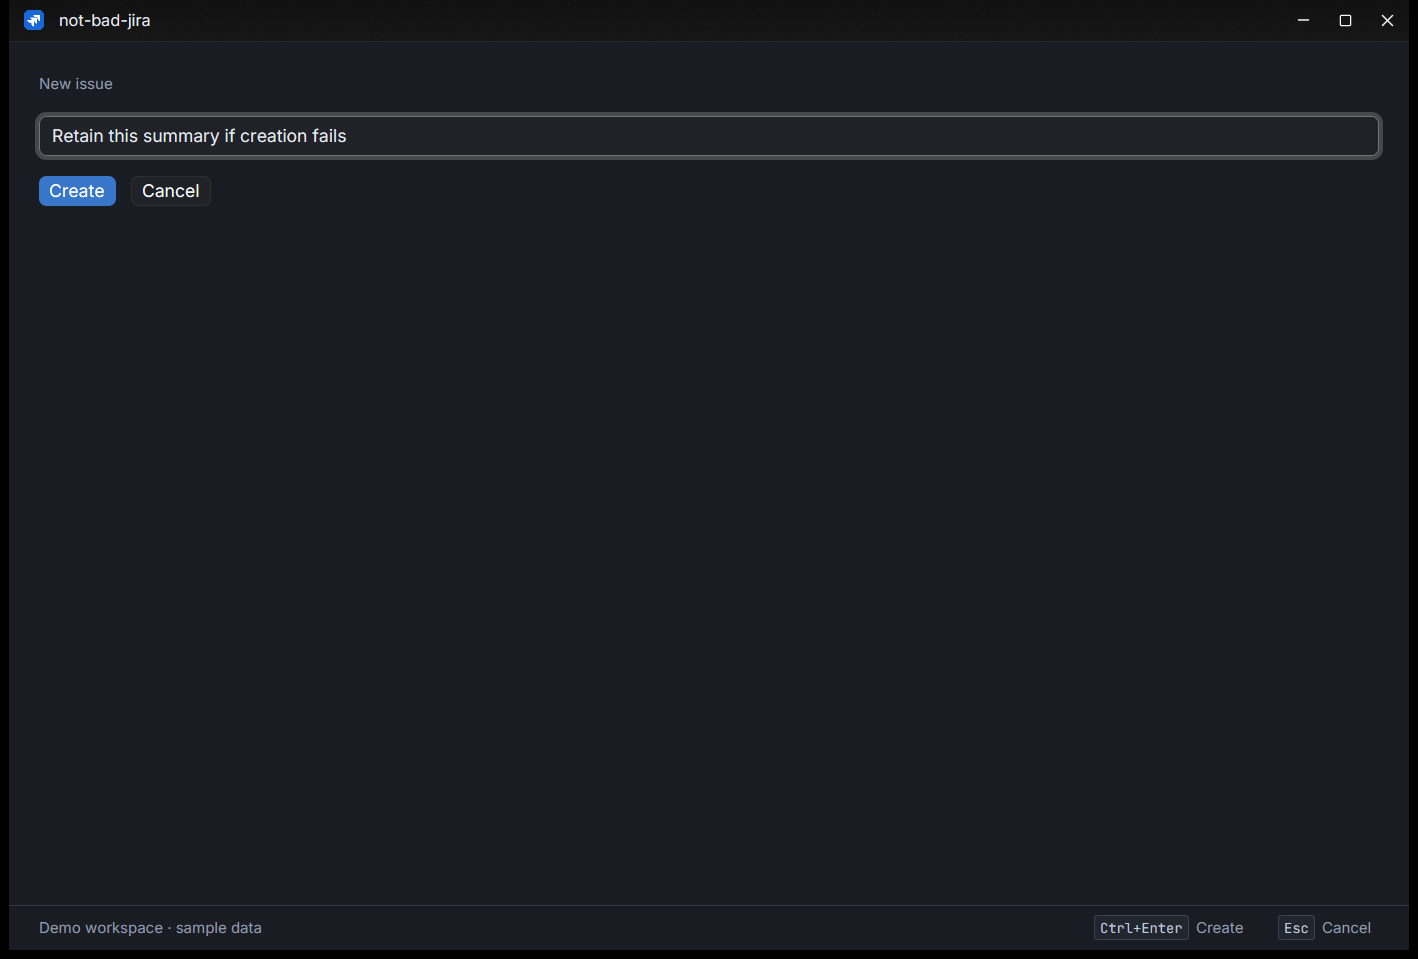 not-bad-jira
New issue
Retain this summary if creation fails
Create Cancel
Demo workspace · sample data Ctrl+Enter Create Esc Cancel